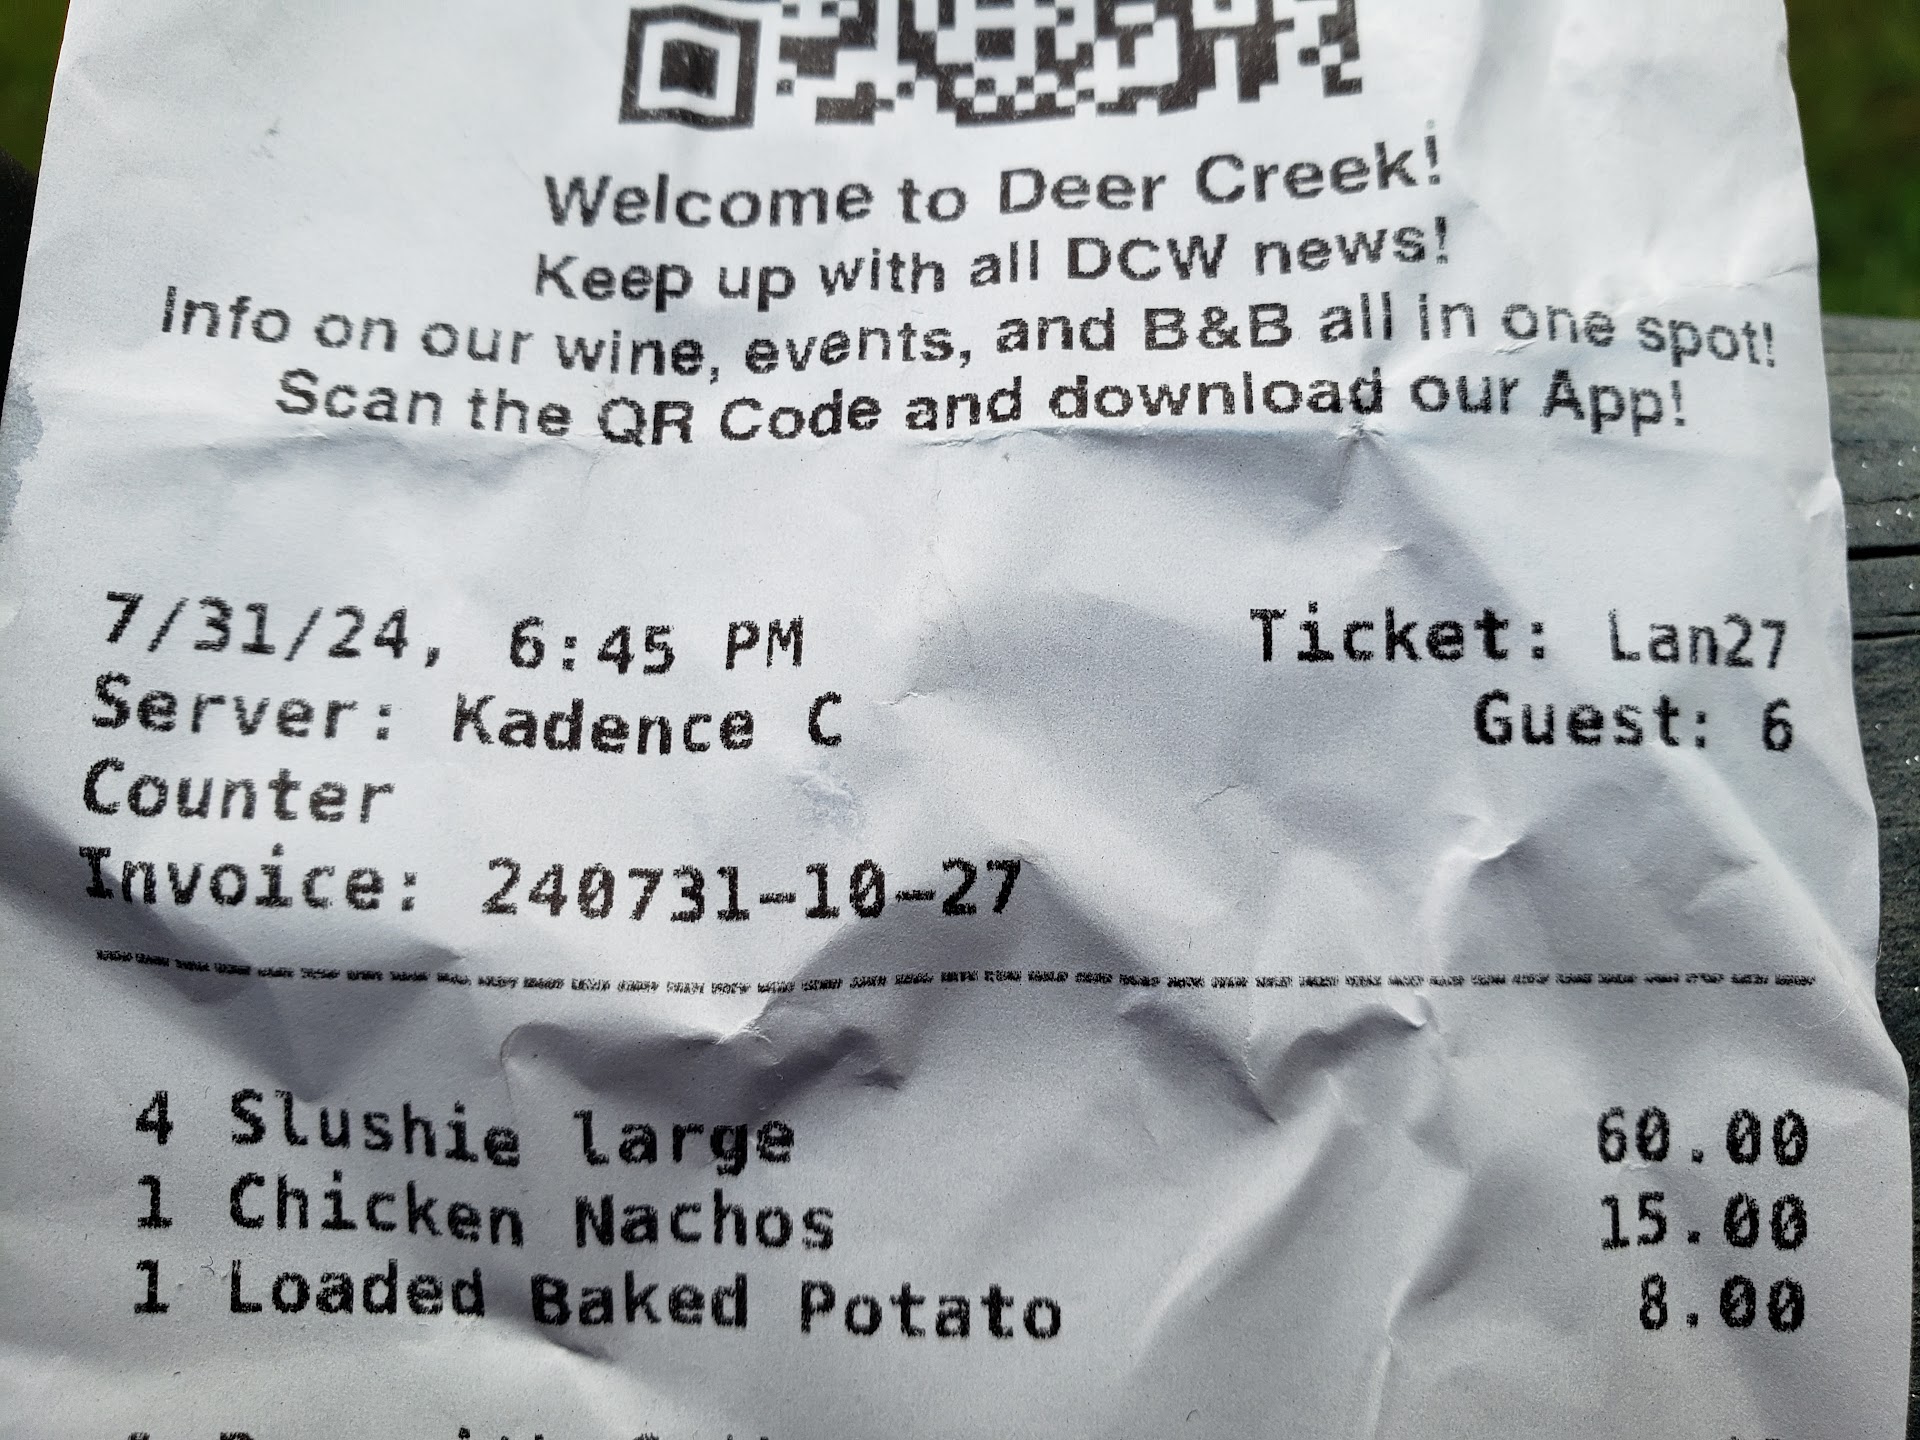 Welcome to Deer Creek!
Keep up with all DCW news!
Info on our wine, events, and B&B all in one spot!
Scan the QR Code and download our App!
7/31/24, 6:45 PM Ticket: Lan27
Server: Kadence C Guest: 6
Counter
Invoice: 240731-10-27
4 Slushie large 60.00
1 Chicken Nachos 15.00
1 Loaded Baked Potato 8.00